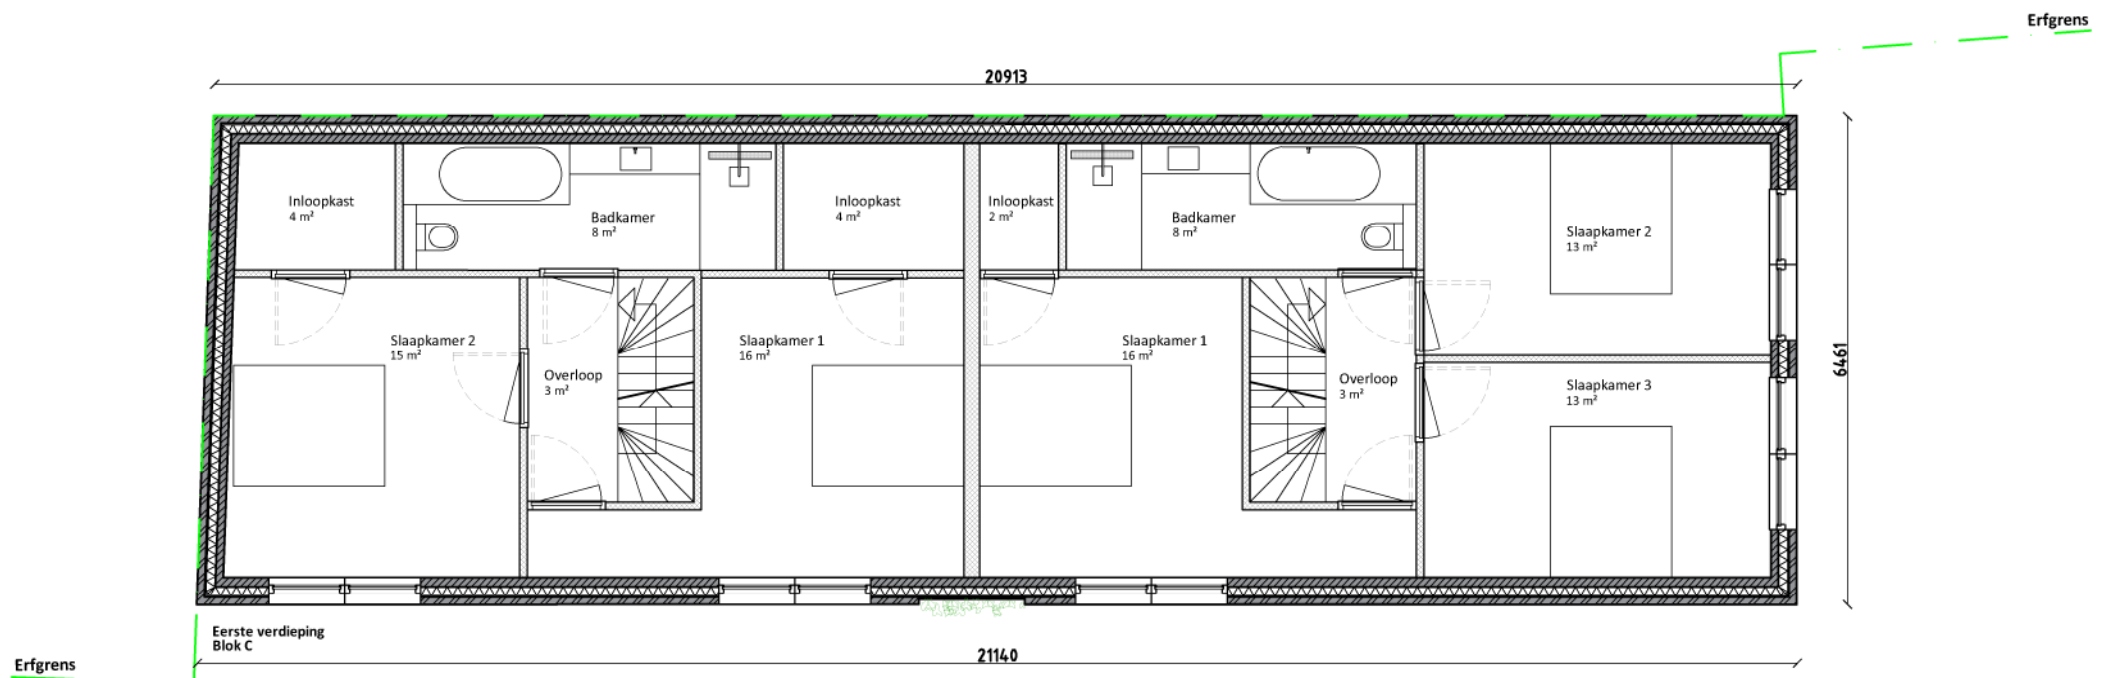 Erfgrens
20913
Inloopkast
4 m²
Badkamer
8 m²
Inloopkast
4 m²
Inloopkast
2 m²
Badkamer
8 m²
Slaapkamer 2
13 m²
Slaapkamer 2
15 m²
Overloop
3 m²
Slaapkamer 1
16 m²
Slaapkamer 1
16 m²
Overloop
3 m²
Slaapkamer 3
13 m²
6461
Eerste verdieping
Blok C
21140
Erfgrens